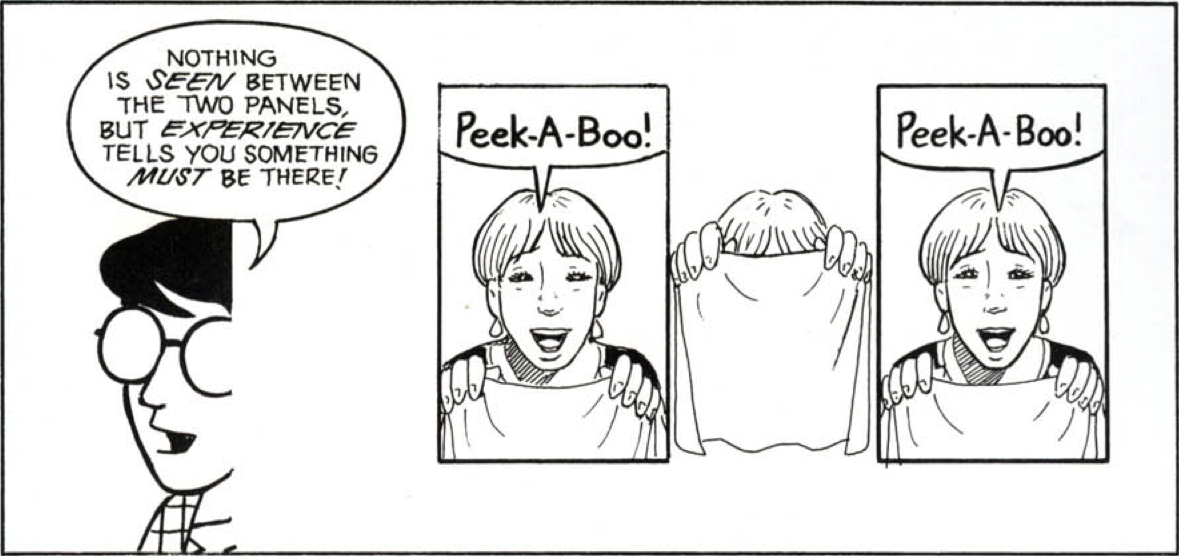 NOTHING
IS SEEN BETWEEN
THE TWO PANELS,
BUT EXPERIENCE
TELLS YOU SOMETHING
MUST BE THERE!
Peek-A-Boo!
Peek-A-Boo!